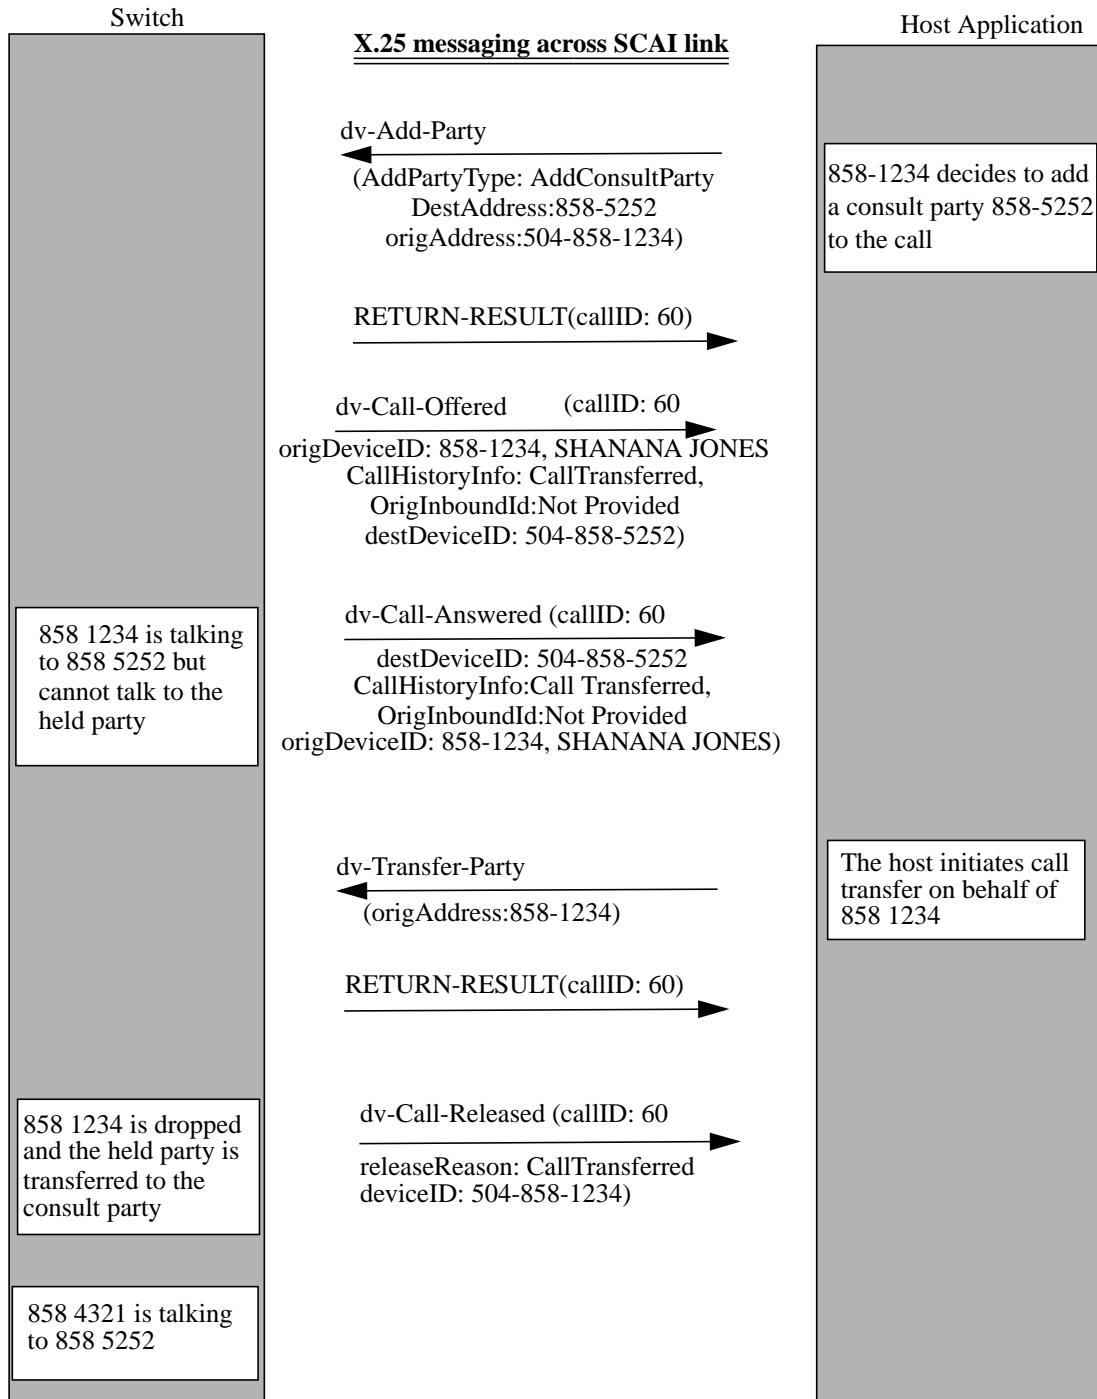 Switch
Host Application
X.25 messaging across SCAI link
dv-Add-Party
(AddPartyType: AddConsultParty
DestAddress:858-5252
origAddress:504-858-1234)
858-1234 decides to add
a consult party 858-5252
to the call
RETURN-RESULT(callID: 60)
dv-Call-Offered (callID: 60
origDeviceID: 858-1234, SHANANA JONES
CallHistoryInfo: CallTransferred,
OrigInboundId:Not Provided
destDeviceID: 504-858-5252)
858 1234 is talking
to 858 5252 but
cannot talk to the
held party
dv-Call-Answered (callID: 60
destDeviceID: 504-858-5252
CallHistoryInfo:Call Transferred,
OrigInboundId:Not Provided
origDeviceID: 858-1234, SHANANA JONES)
dv-Transfer-Party
(origAddress:858-1234)
The host initiates call
transfer on behalf of
858 1234
RETURN-RESULT(callID: 60)
858 1234 is dropped
and the held party is
transferred to the
consult party
dv-Call-Released (callID: 60
releaseReason: CallTransferred
deviceID: 504-858-1234)
858 4321 is talking
to 858 5252